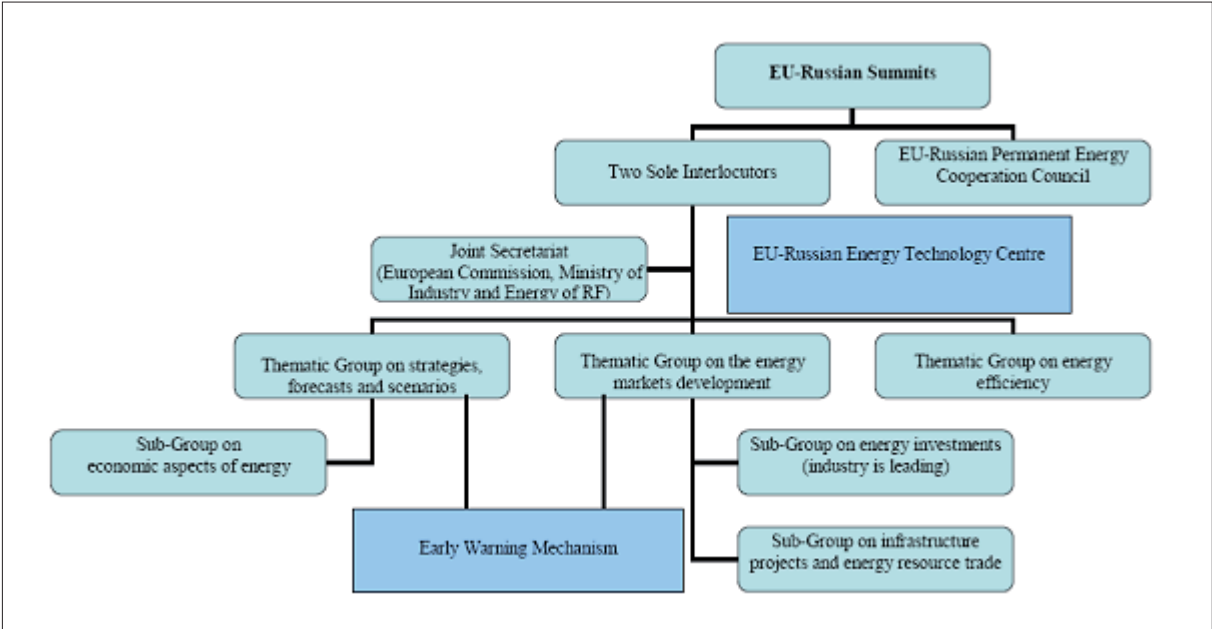 EU-Russian Summits
Two Sole Interlocutors
EU-Russian Permanent Energy
Cooperation Council
EU-Russian Energy Technology Centre
Joint Secretariat
(European Commission, Ministry of
Industry and Energy of RF)
Thematic Group on strategies,
forecasts and scenarios
Thematic Group on the energy
markets development
Thematic Group on energy
efficiency
Sub-Group on
economic aspects of energy
Sub-Group on energy investments
(industry is leading)
Early Warning Mechanism
Sub-Group on infrastructure
projects and energy resource trade